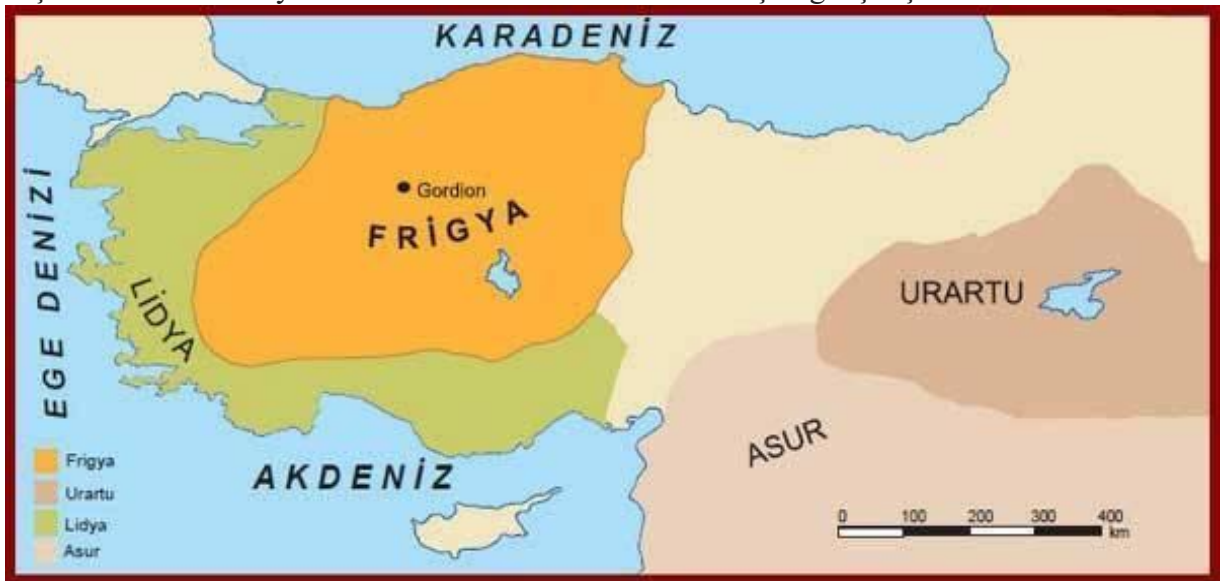 KARADENİZ
EGE DENİZİ
Gordion
FRİGYA
LİDYA
URARTU
ASUR
AKDENİZ
Frigya
Urartu
Lidya
Asur
0 100 200 300 400
km